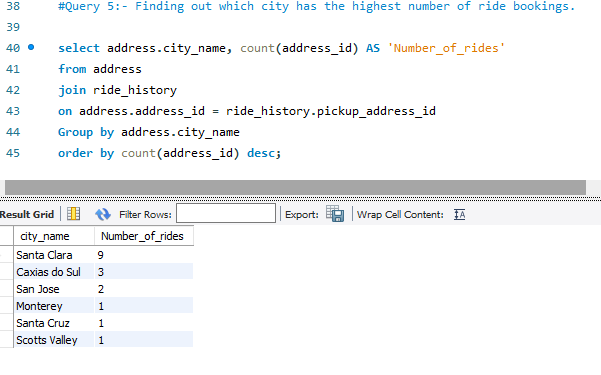 38 #Query 5:- Finding out which city has the highest number of ride bookings.
39
40 select address.city_name, count(address_id) AS 'Number_of_rides'
41 from address
42 join ride_history
43 on address.address_id = ride_history.pickup_address_id
44 Group by address.city_name
45 order by count(address_id) desc;
Result Grid Filter Rows: Export: Wrap Cell Content: IA
city_name Number_of_rides
Santa Clara 9
Caxias do Sul 3
San Jose 2
Monterey 1
Santa Cruz 1
Scotts Valley 1